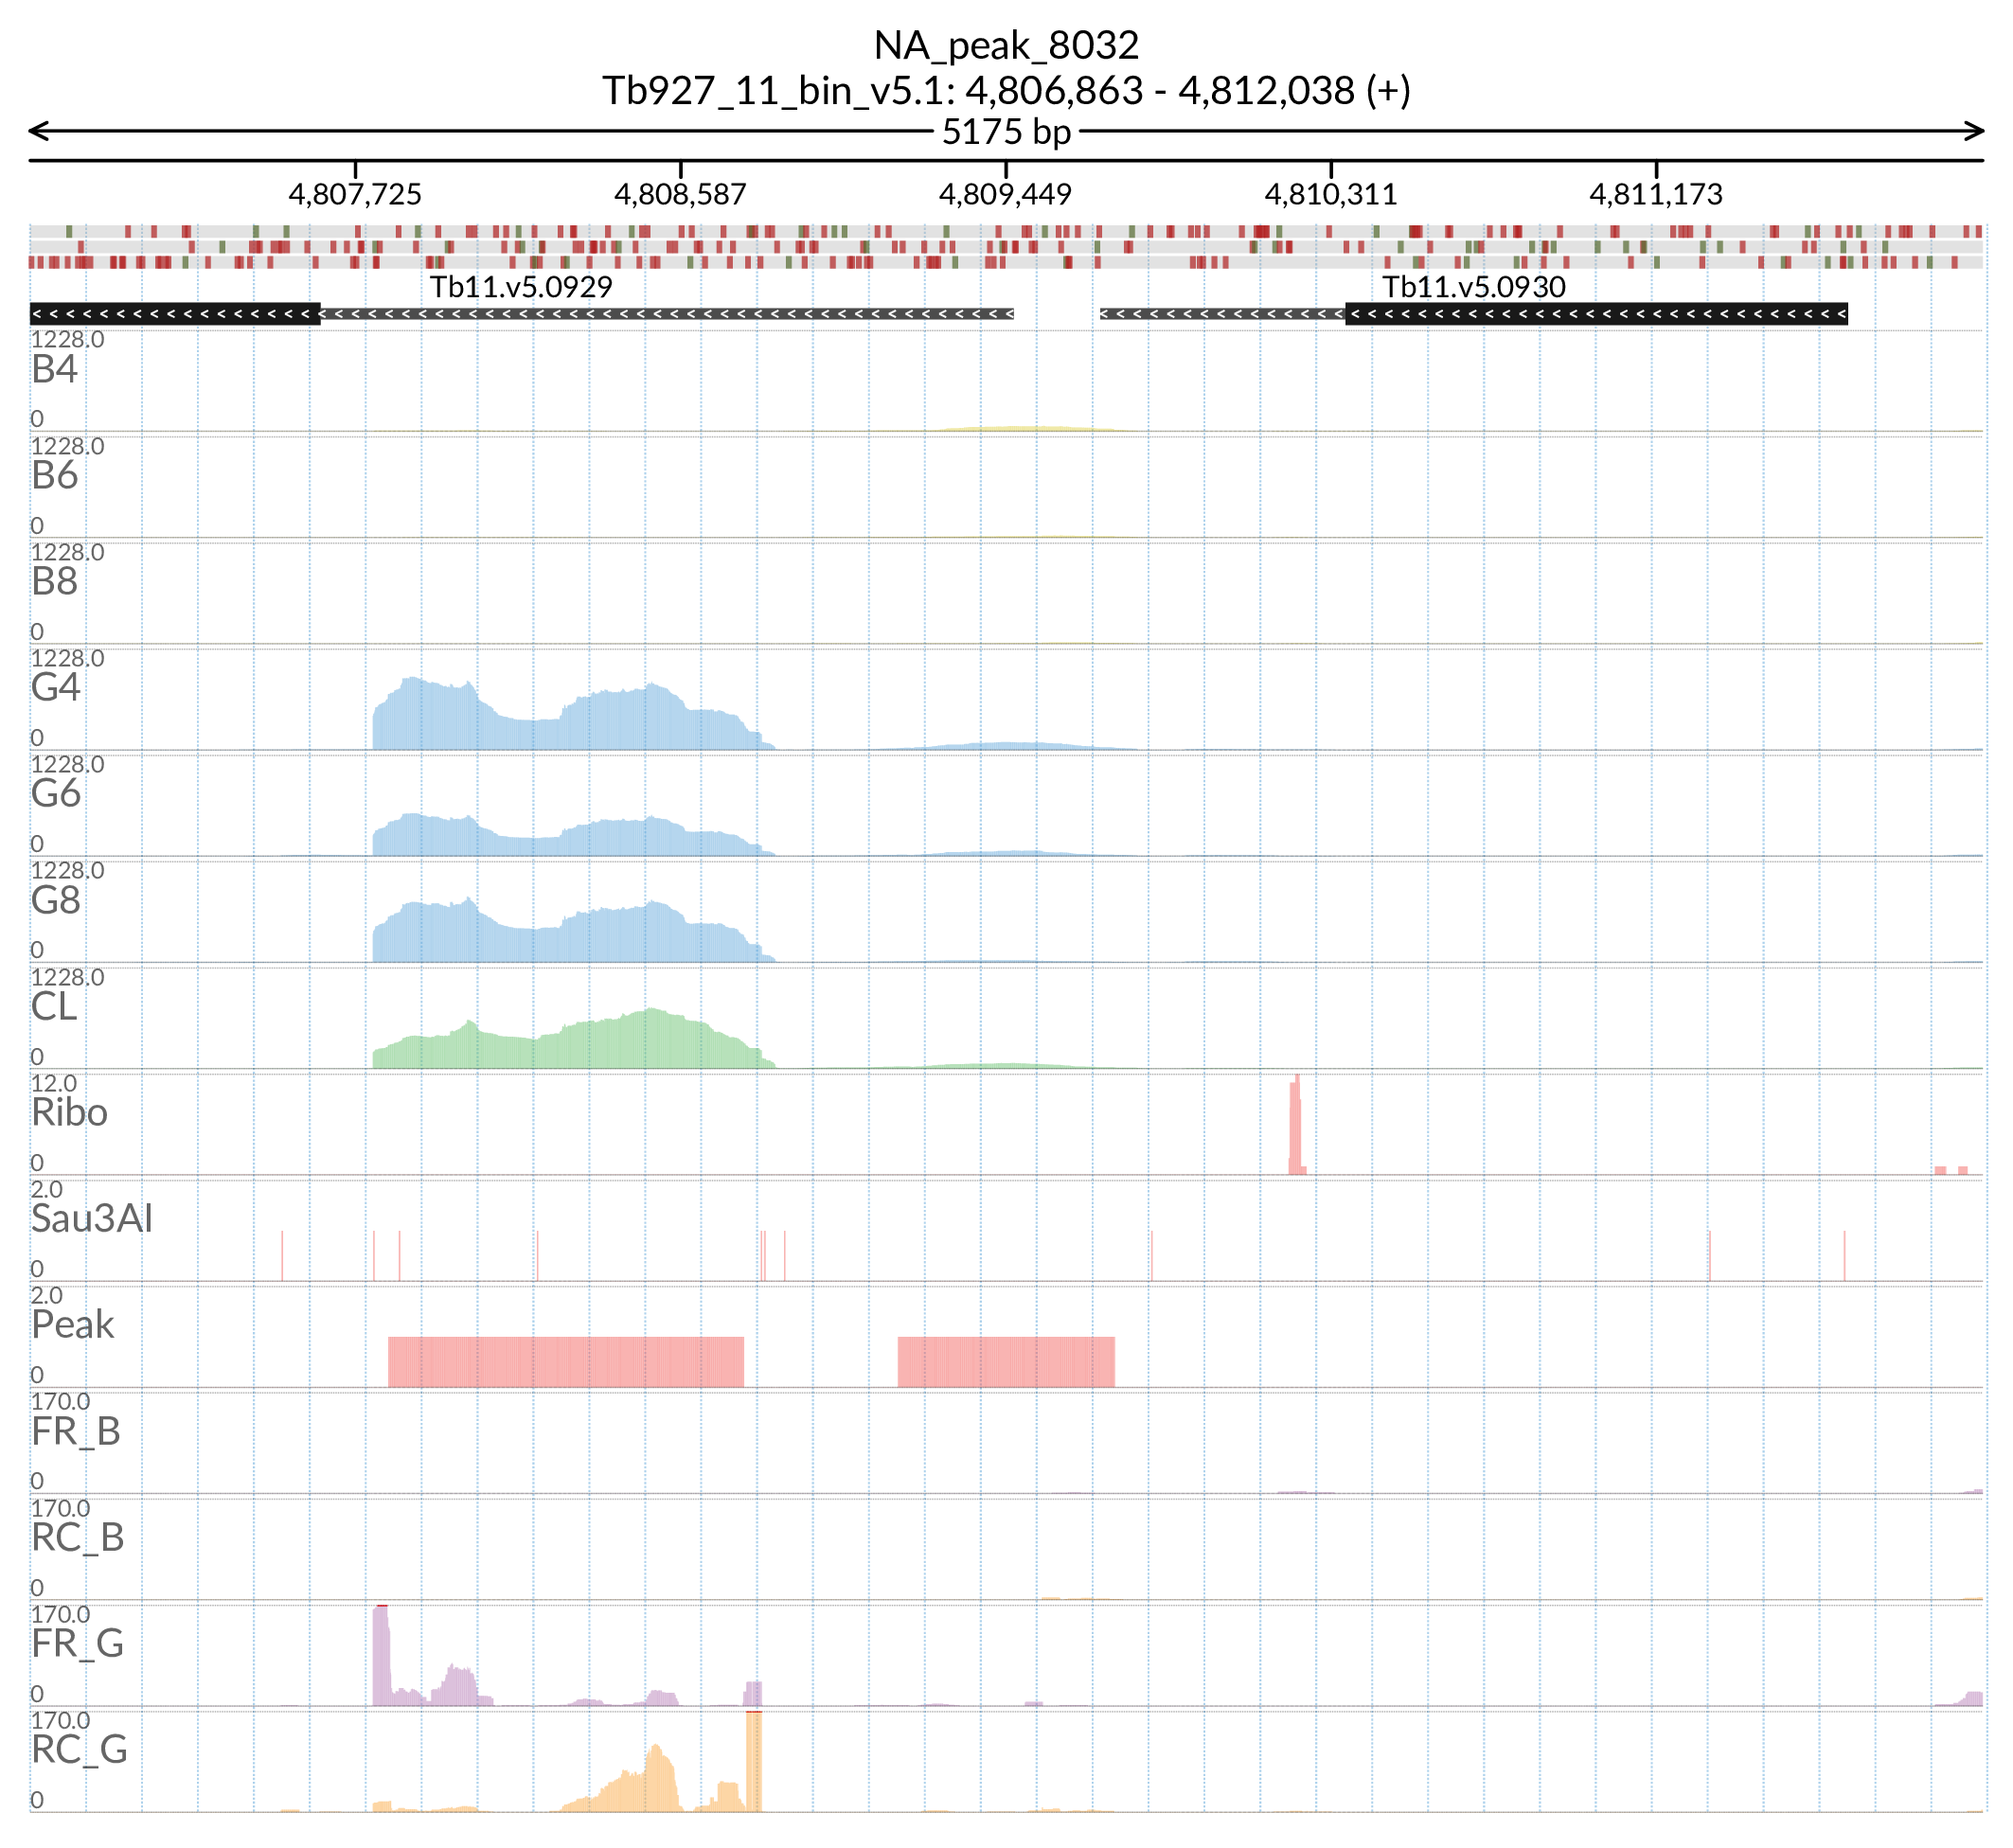 NA_peak_8032
Tb927_11_bin_v5.1: 4,806,863 - 4,812,038 (+)
5175 bp
4,807,725 4,808,587 4,809,449 4,810,311 4,811,173
Tb11.v5.0929 Tb11.v5.0930
1228.0
B4
0
1228.0
B6
0
1228.0
B8
0
1228.0
G4
0
1228.0
G6
0
1228.0
G8
0
1228.0
CL
0
12.0
Ribo
0
2.0
Sau3AI
0
2.0
Peak
0
170.0
FR_B
0
170.0
RC_B
0
170.0
FR_G
0
170.0
RC_G
0